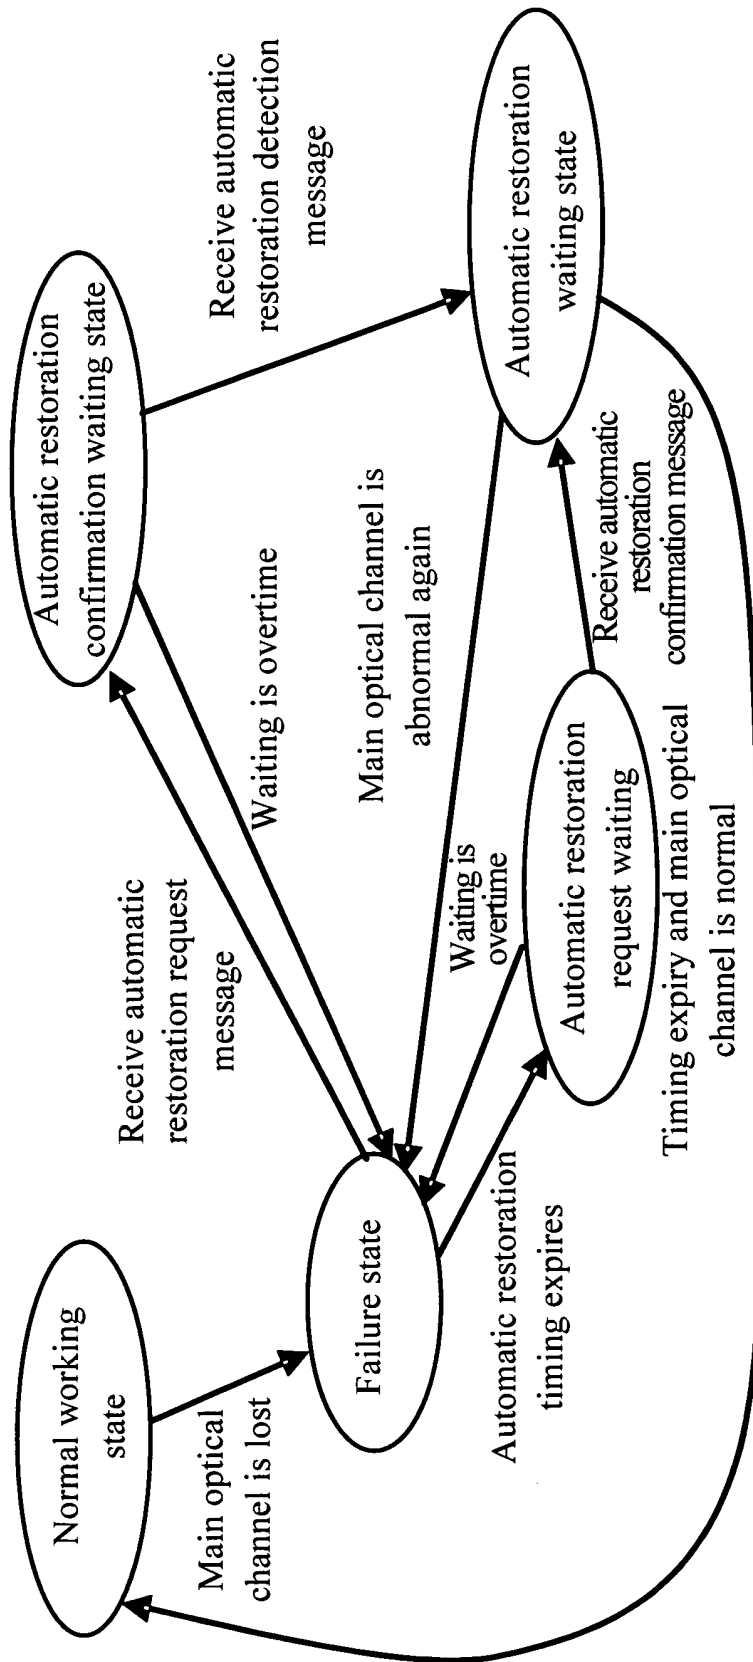 Normal working
state
Main optical
channel is lost
Failure state
Receive automatic
restoration request
message
Automatic restoration
confirmation waiting state
Waiting is overtime
Receive automatic
restoration detection
message
Main optical channel is
abnormal again
Waiting is
overtime
Automatic restoration
timing expires
Automatic restoration
request waiting
Receive automatic
restoration
confirmation message
Automatic restoration
waiting state
Timing expiry and main optical
channel is normal